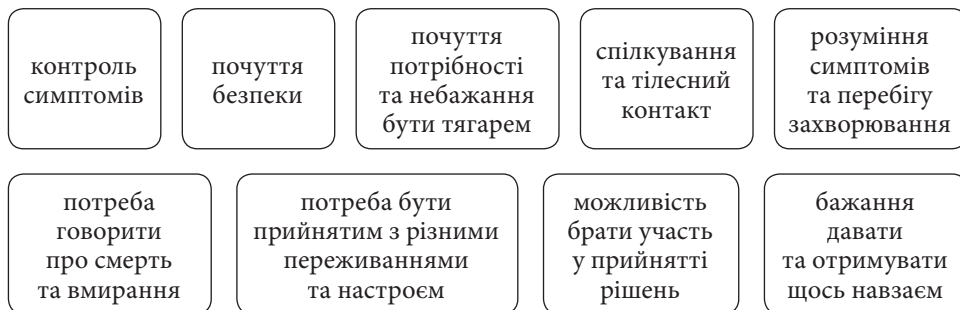 контроль
симптомів
почуття
безпеки
почуття
потрібності
та небажання
бути тягарем
спілкування
та тілесний
контакт
розуміння
симптомів
та перебігу
захворювання
потреба
говорити
про смерть
та вмирання
потреба бути
прийнятим з різними
переживаннями
та настроєм
можливість
брати участь
у прийнятті
рішень
бажання
давати
та отримувати
щось навзаєм